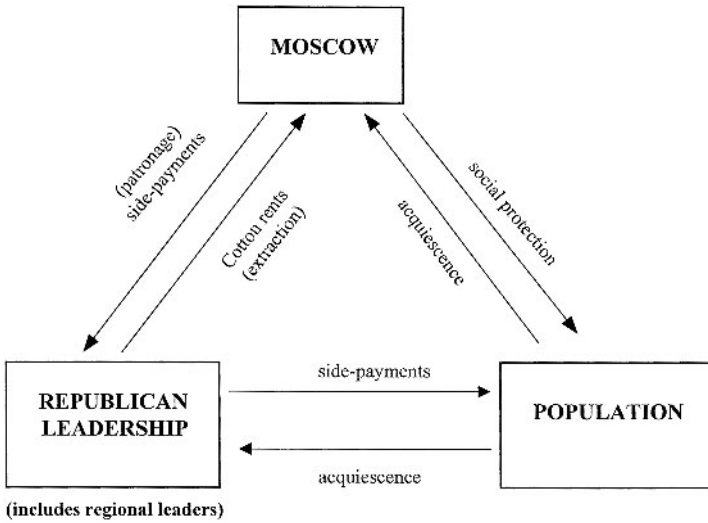 MOSCOW
(patronage)
side-payments
Cotton rents
(extraction)
acquiescence
social protection
REPUBLICAN
LEADERSHIP
side-payments
POPULATION
acquiescence
(includes regional leaders)